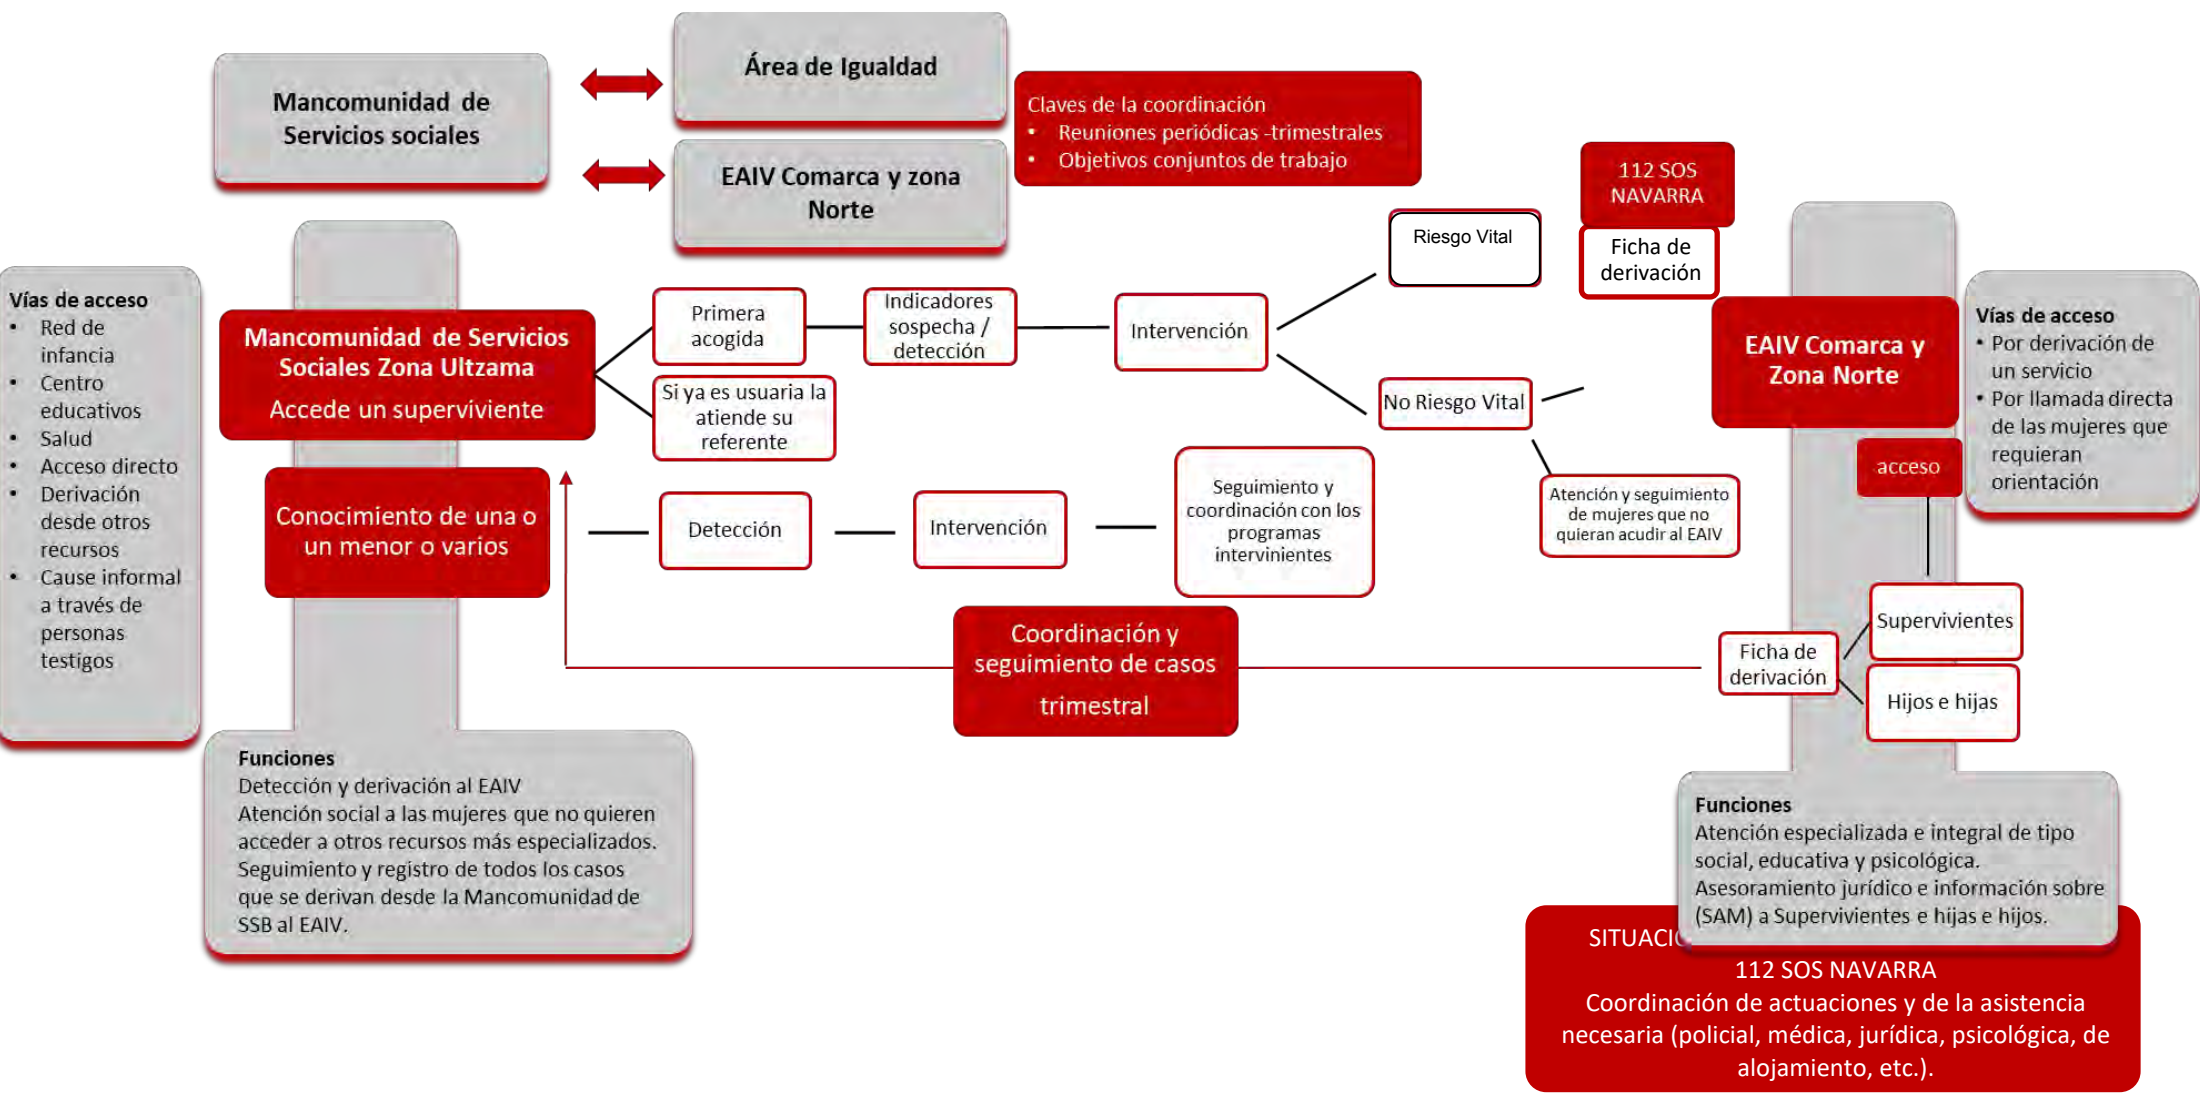 Mancomunidad de
Servicios sociales
Área de Igualdad
EAIV Comarca y zona
Norte
Claves de la coordinación
• Reuniones periódicas -trimestrales
• Objetivos conjuntos de trabajo
112 SOS
NAVARRA
Ficha de
derivación
Riesgo Vital
Vías de acceso
• Red de
infancia
• Centro
educativos
• Salud
• Acceso directo
• Derivación
desde otros
recursos
• Cause informal
a través de
personas
testigos
Mancomunidad de Servicios
Sociales Zona Ultzama
Accede un superviviente
Primera
acogida
Indicadores
sospecha /
detección
Intervención
Si ya es usuaria la
atiende su
referente
No Riesgo Vital
Atención y seguimiento
de mujeres que no
quieran acudir al EAIV
EAIV Comarca y
Zona Norte
acceso
Vías de acceso
• Por derivación de
un servicio
• Por llamada directa
de las mujeres que
requieran
orientación
Conocimiento de una o
un menor o varios
Detección
Intervención
Seguimiento y
coordinación con los
programas
intervinientes
Coordinación y
seguimiento de casos
trimestral
Ficha de
derivación
Supervivientes
Hijos e hijas
Funciones
Detección y derivación al EAIV
Atención social a las mujeres que no quieren
acceder a otros recursos más especializados.
Seguimiento y registro de todos los casos
que se derivan desde la Mancomunidad de
SSB al EAIV.
Funciones
Atención especializada e integral de tipo
social, educativa y psicológica.
Asesoramiento jurídico e información sobre
(SAM) a Supervivientes e hijas e hijos.
112 SOS NAVARRA
Coordinación de actuaciones y de la asistencia
necesaria (policial, médica, jurídica, psicológica, de
alojamiento, etc.).